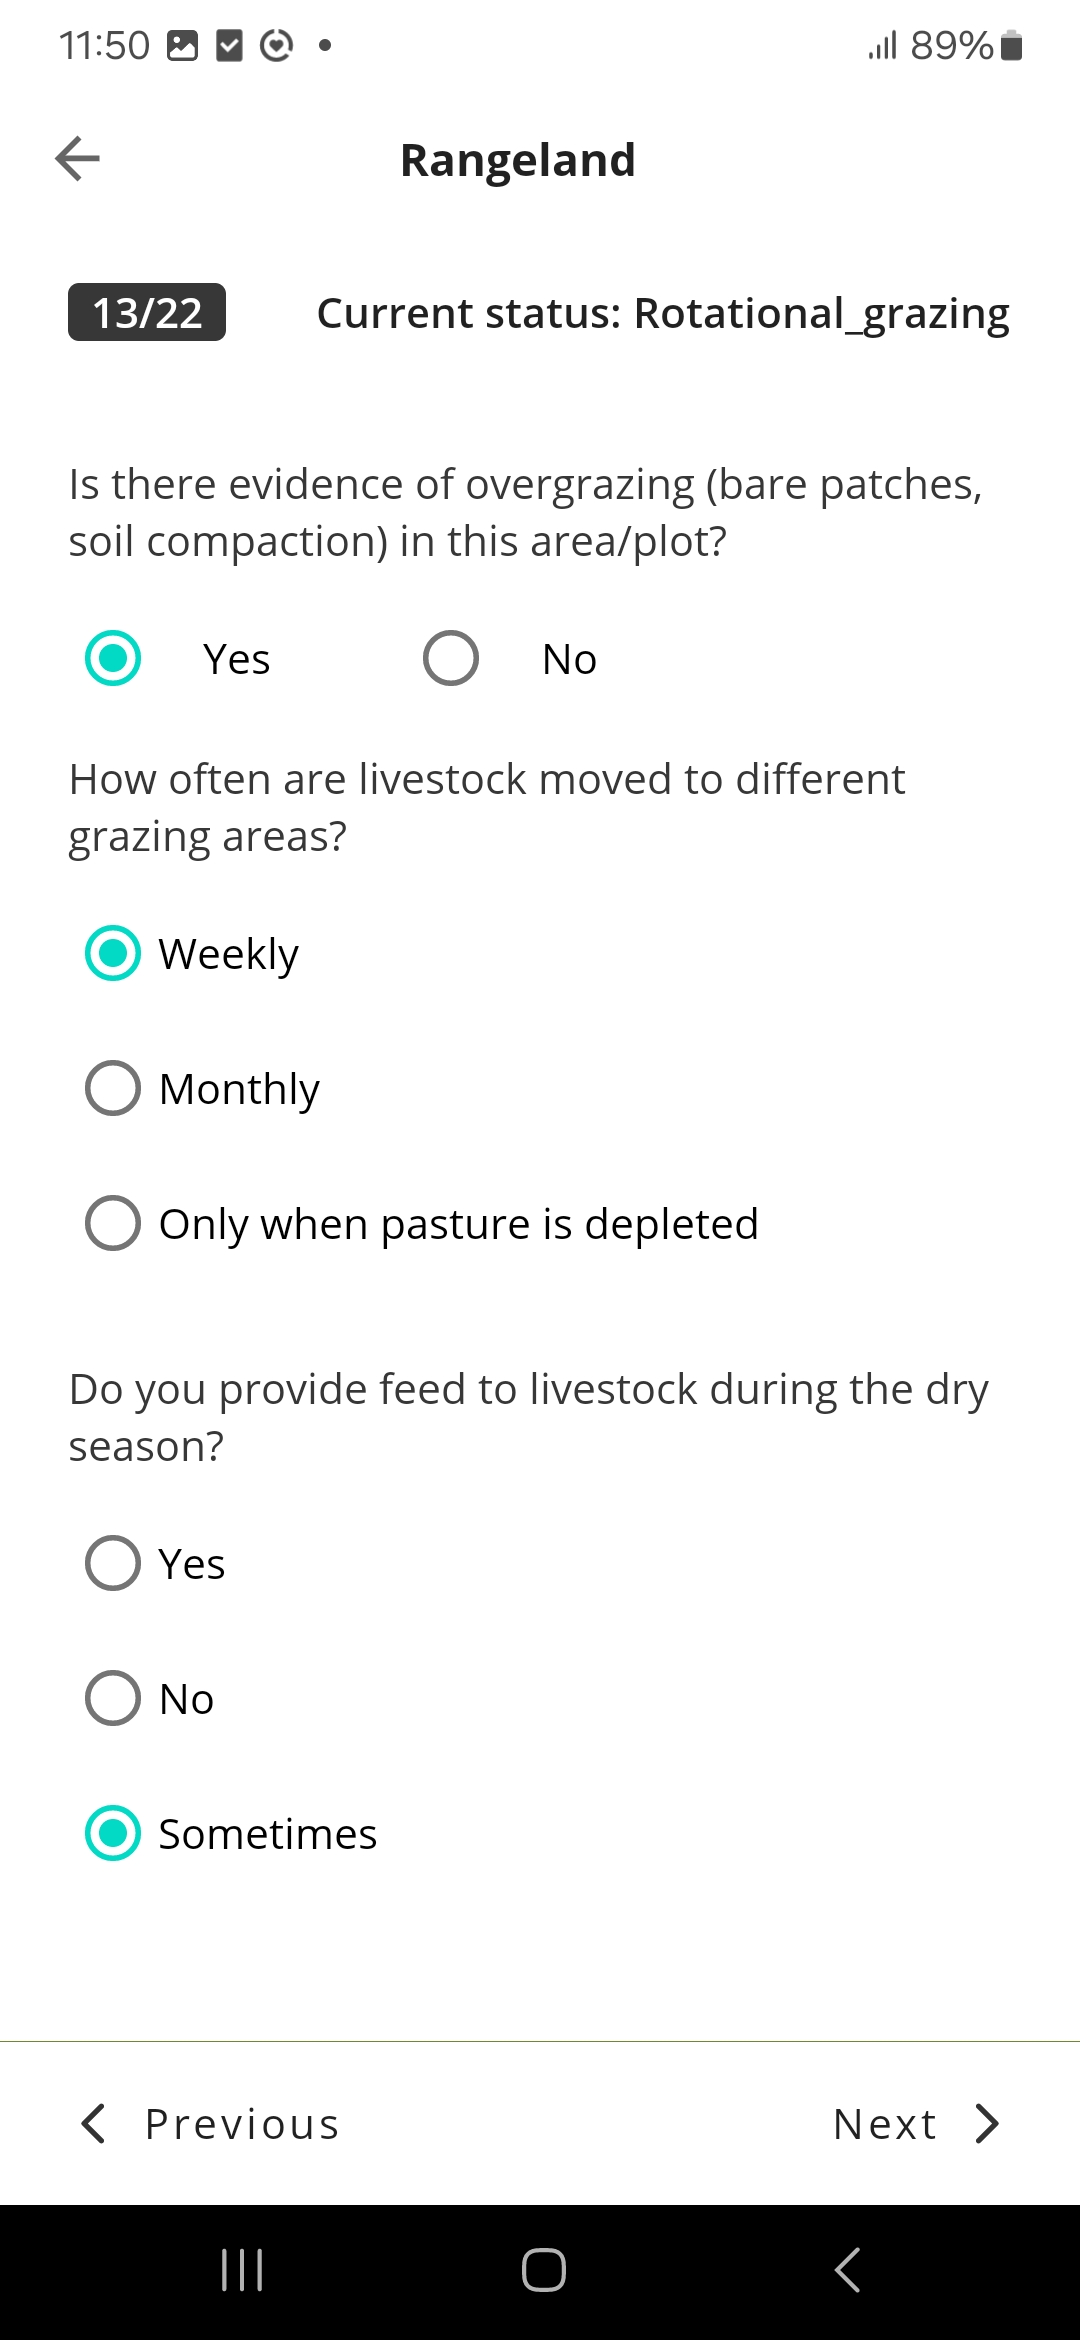 11:50
89%
Rangeland
13/22
Current status: Rotational_grazing
Is there evidence of overgrazing (bare patches,
soil compaction) in this area/plot?
Yes
No
How often are livestock moved to different
grazing areas?
Weekly
Monthly
Only when pasture is depleted
Do you provide feed to livestock during the dry
season?
Yes
No
Sometimes
Previous
Next